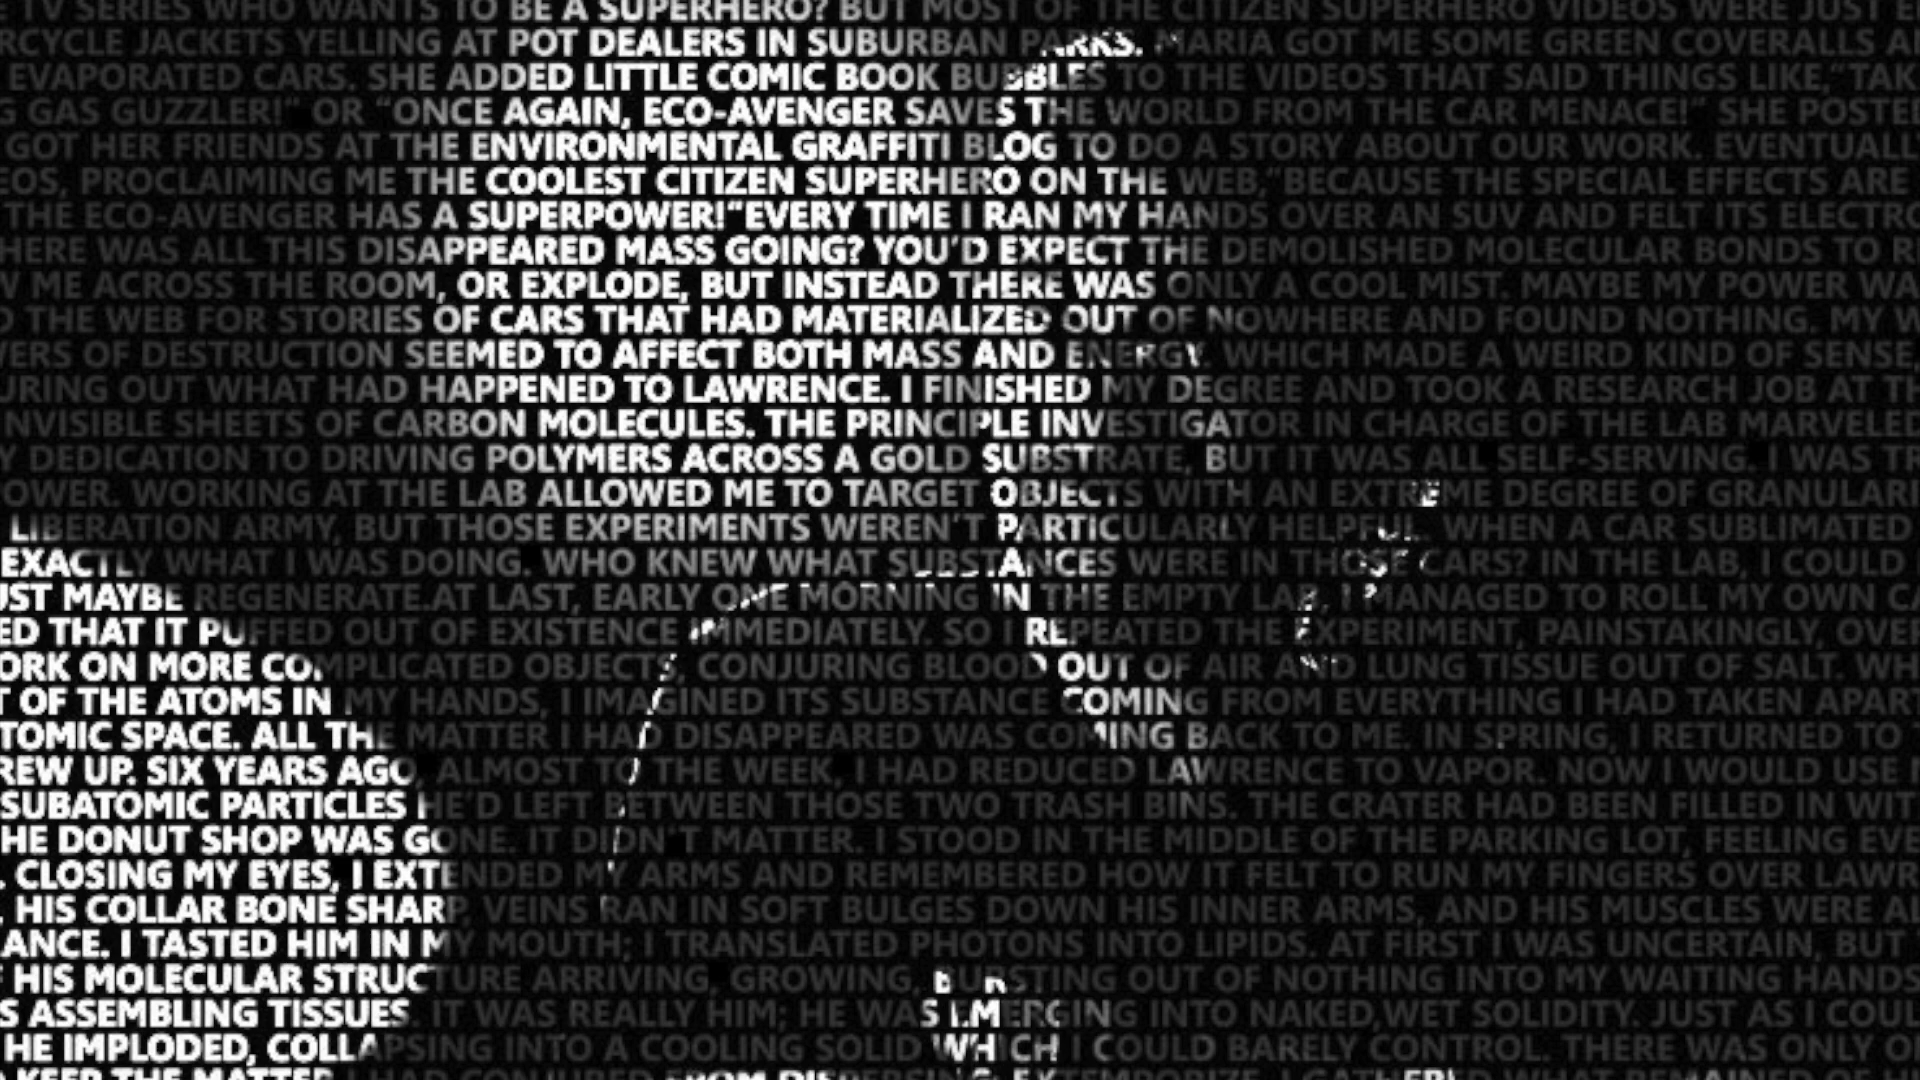 TV SERIES WHO WANTS TO BE A SUPERHERO? BUT MOST OF THE CITIZEN SUPERHERO VIDEOS WERE JUST
RCYCLE JACKETS YELLING AT POT DEALERS IN SUBURBAN PARKS. MARIA GOT ME SOME GREEN COVERALLS
EVAPORATED CARS. SHE ADDED LITTLE COMIC BOOK BUBBLES TO THE VIDEOS THAT SAID THINGS LIKE,"TAK
G GAS GUZZLER!" OR "ONCE AGAIN, ECO-AVENGER SAVES THE WORLD FROM THE CAR MENACE!" SHE POSTED
GOT HER FRIENDS AT THE ENVIRONMENTAL GRAFFITI BLOG TO DO A STORY ABOUT OUR WORK. EVENTUALL
EOS, PROCLAIMING ME THE COOLEST CITIZEN SUPERHERO ON THE WEB,"BECAUSE THE SPECIAL EFFECTS ARE
THE ECO-AVENGER HAS A SUPERPOWER!"EVERY TIME I RAN MY HANDS OVER AN SUV AND FELT ITS ELECTRO
HERE WAS ALL THIS DISAPPEARED MASS GOING? YOU'D EXPECT THE DEMOLISHED MOLECULAR BONDS TO R
W ME ACROSS THE ROOM, OR EXPLODE, BUT INSTEAD THERE WAS ONLY A COOL MIST. MAYBE MY POWER WA
D THE WEB FOR STORIES OF CARS THAT HAD MATERIALIZED OUT OF NOWHERE AND FOUND NOTHING. MY W
VERS OF DESTRUCTION SEEMED TO AFFECT BOTH MASS AND ENERGY, WHICH MADE A WEIRD KIND OF SENSE,
URING OUT WHAT HAD HAPPENED TO LAWRENCE. I FINISHED MY DEGREE AND TOOK A RESEARCH JOB AT TH
INVISIBLE SHEETS OF CARBON MOLECULES. THE PRINCIPLE INVESTIGATOR IN CHARGE OF THE LAB MARVELED
Y DEDICATION TO DRIVING POLYMERS ACROSS A GOLD SUBSTRATE, BUT IT WAS ALL SELF-SERVING. I WAS TR
OWER. WORKING AT THE LAB ALLOWED ME TO TARGET OBJECTS WITH AN EXTREME DEGREE OF GRANULARI
LIBERATION ARMY, BUT THOSE EXPERIMENTS WEREN'T PARTICULARLY HELPFUL. WHEN A CAR SUBLIMATED
EXACTLY WHAT I WAS DOING. WHO KNEW WHAT SUBSTANCES WERE IN THOSE CARS? IN THE LAB, I COULD
UST MAYBE REGENERATE.AT LAST, EARLY ONE MORNING IN THE EMPTY LAB, I MANAGED TO ROLL MY OWN CA
ED THAT IT PUFFED OUT OF EXISTENCE IMMEDIATELY. SO I REPEATED THE EXPERIMENT, PAINSTAKINGLY, OVE
ORK ON MORE COMPLICATED OBJECTS, CONJURING BLOOD OUT OF AIR AND LUNG TISSUE OUT OF SALT. WH
T OF THE ATOMS IN MY HANDS, I IMAGINED ITS SUBSTANCE COMING FROM EVERYTHING I HAD TAKEN APAR
TOMIC SPACE. ALL THE MATTER I HAD DISAPPEARED WAS COMING BACK TO ME. IN SPRING, I RETURNED TO
REW UP. SIX YEARS AGO, ALMOST TO THE WEEK, I HAD REDUCED LAWRENCE TO VAPOR. NOW I WOULD USE
SUBATOMIC PARTICLES HE'D LEFT BETWEEN THOSE TWO TRASH BINS. THE CRATER HAD BEEN FILLED IN WIT
HE DONUT SHOP WAS GONE. IT DIDN'T MATTER. I STOOD IN THE MIDDLE OF THE PARKING LOT, FEELING EVE
. CLOSING MY EYES, I EXTENDED MY ARMS AND REMEMBERED HOW IT FELT TO RUN MY FINGERS OVER LAWR
, HIS COLLAR BONE SHARP, VEINS RAN IN SOFT BULGES DOWN HIS INNER ARMS, AND HIS MUSCLES WERE
ANCE. I TASTED HIM IN MY MOUTH; I TRANSLATED PHOTONS INTO LIPIDS. AT FIRST I WAS UNCERTAIN, BUT
HIS MOLECULAR STRUCTURE ARRIVING, GROWING, BURSTING OUT OF NOTHING INTO MY WAITING HANDS
S ASSEMBLING TISSUES. IT WAS REALLY HIM; HE WAS EMERGING INTO NAKED,WET SOLIDITY. JUST AS I COUL
HE IMPLODED, COLLAPSING INTO A COOLING SOLID WHICH I COULD BARELY CONTROL. THERE WAS ONLY
KEEP THE MATTER I HAD CONJURED FROM DISPERSING. EXTEMPORIZE, I